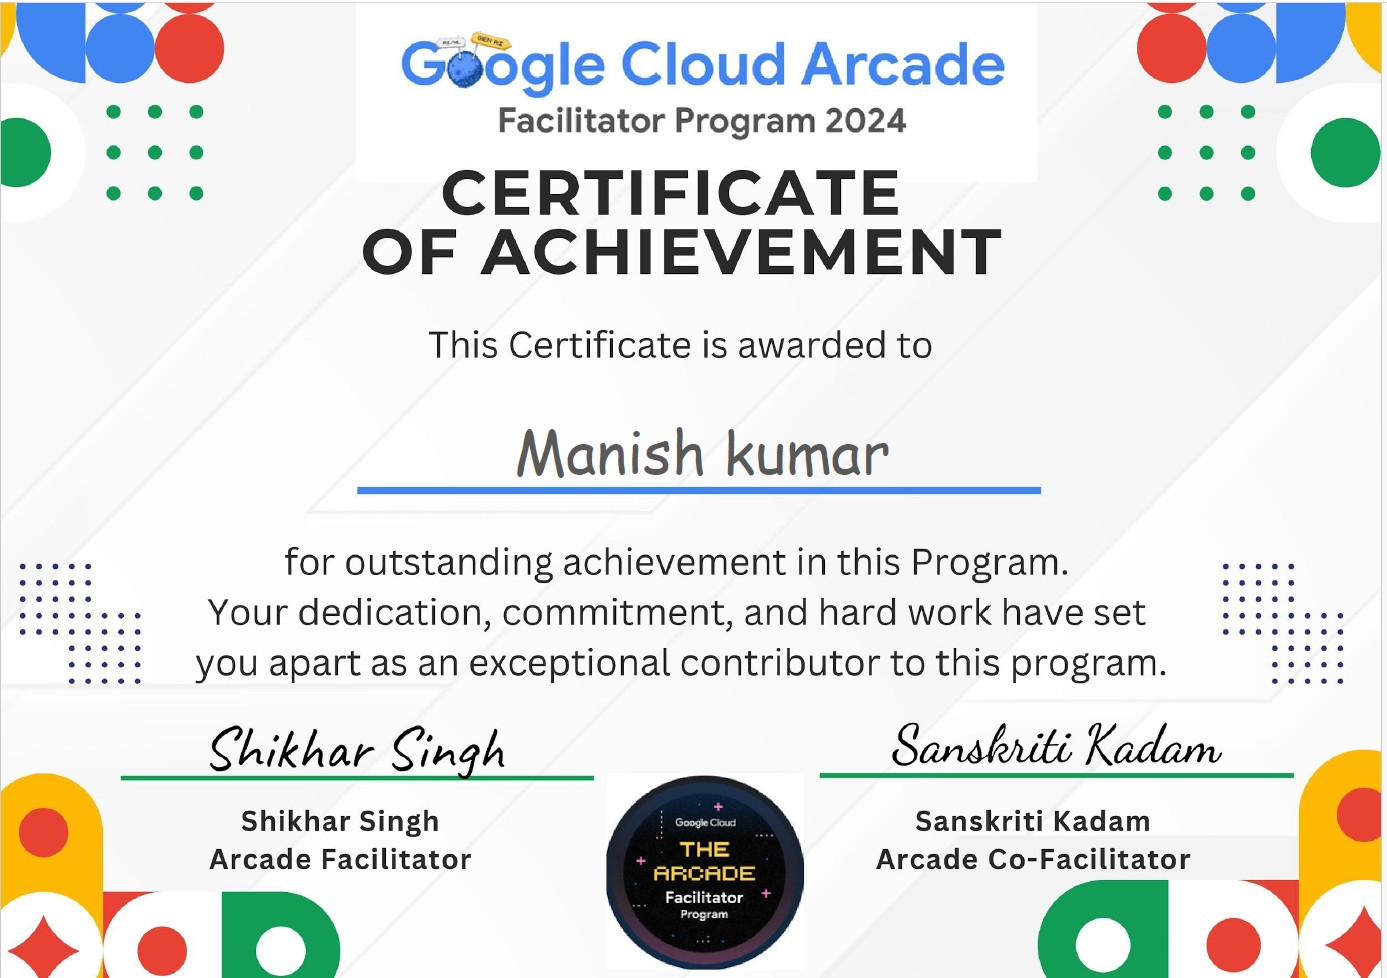 Google Cloud Arcade
Facilitator Program 2024
CERTIFICATE
OF ACHIEVEMENT
This Certificate is awarded to
Manish kumar
for outstanding achievement in this Program.
Your dedication, commitment, and hard work have set
you apart as an exceptional contributor to this program.
Shikhar Singh
Shikhar Singh
Arcade Facilitator
Sanskriti Kadam
Sanskriti Kadam
Arcade Co-Facilitator
Google Cloud
THE
ARCADE
Facilitator
Program
GEN AI